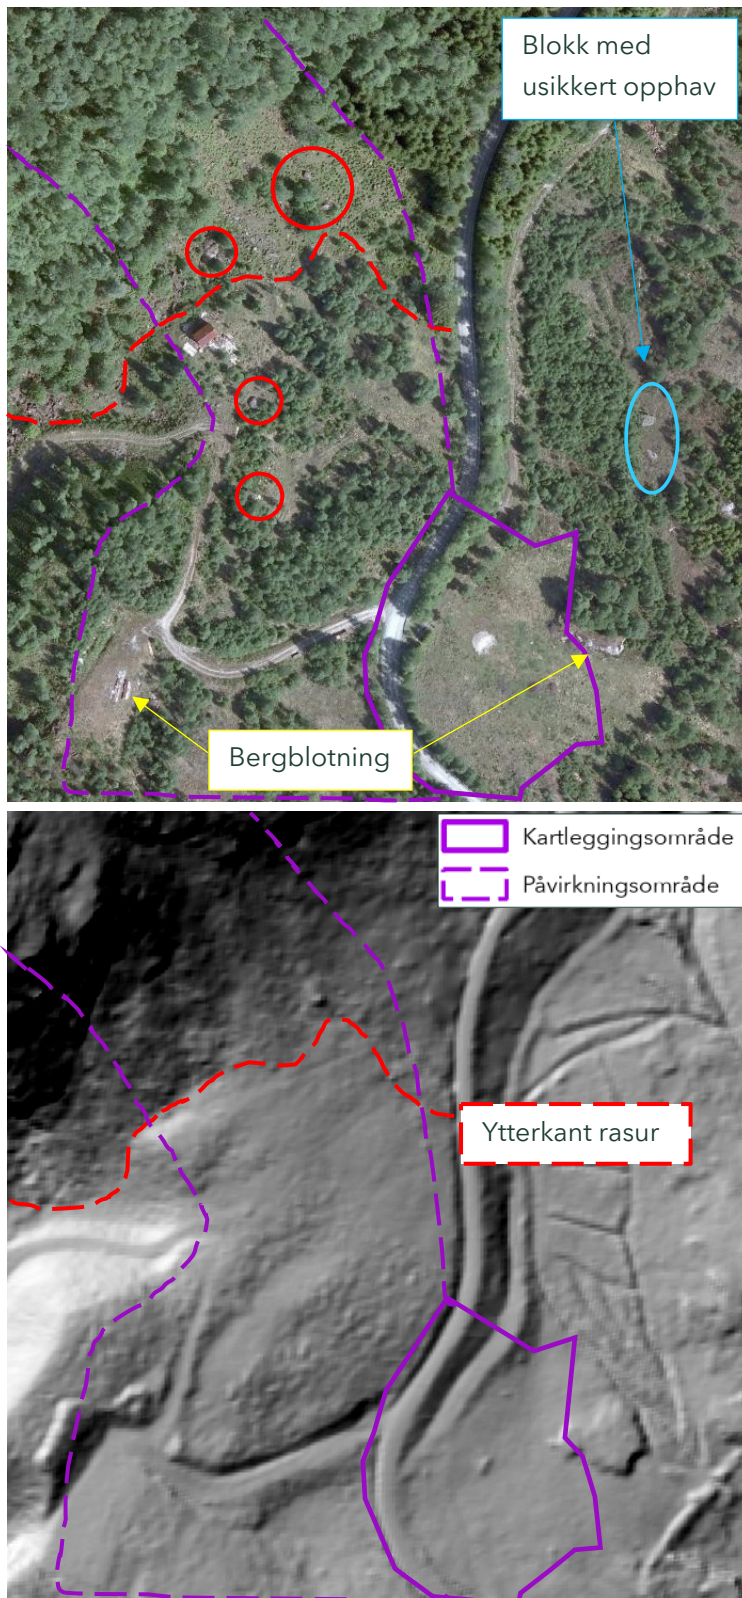 Blokk med
usikkert opphav
Bergblotning
Kartleggingsområde
Påvirkningsområde
Ytterkant rasur